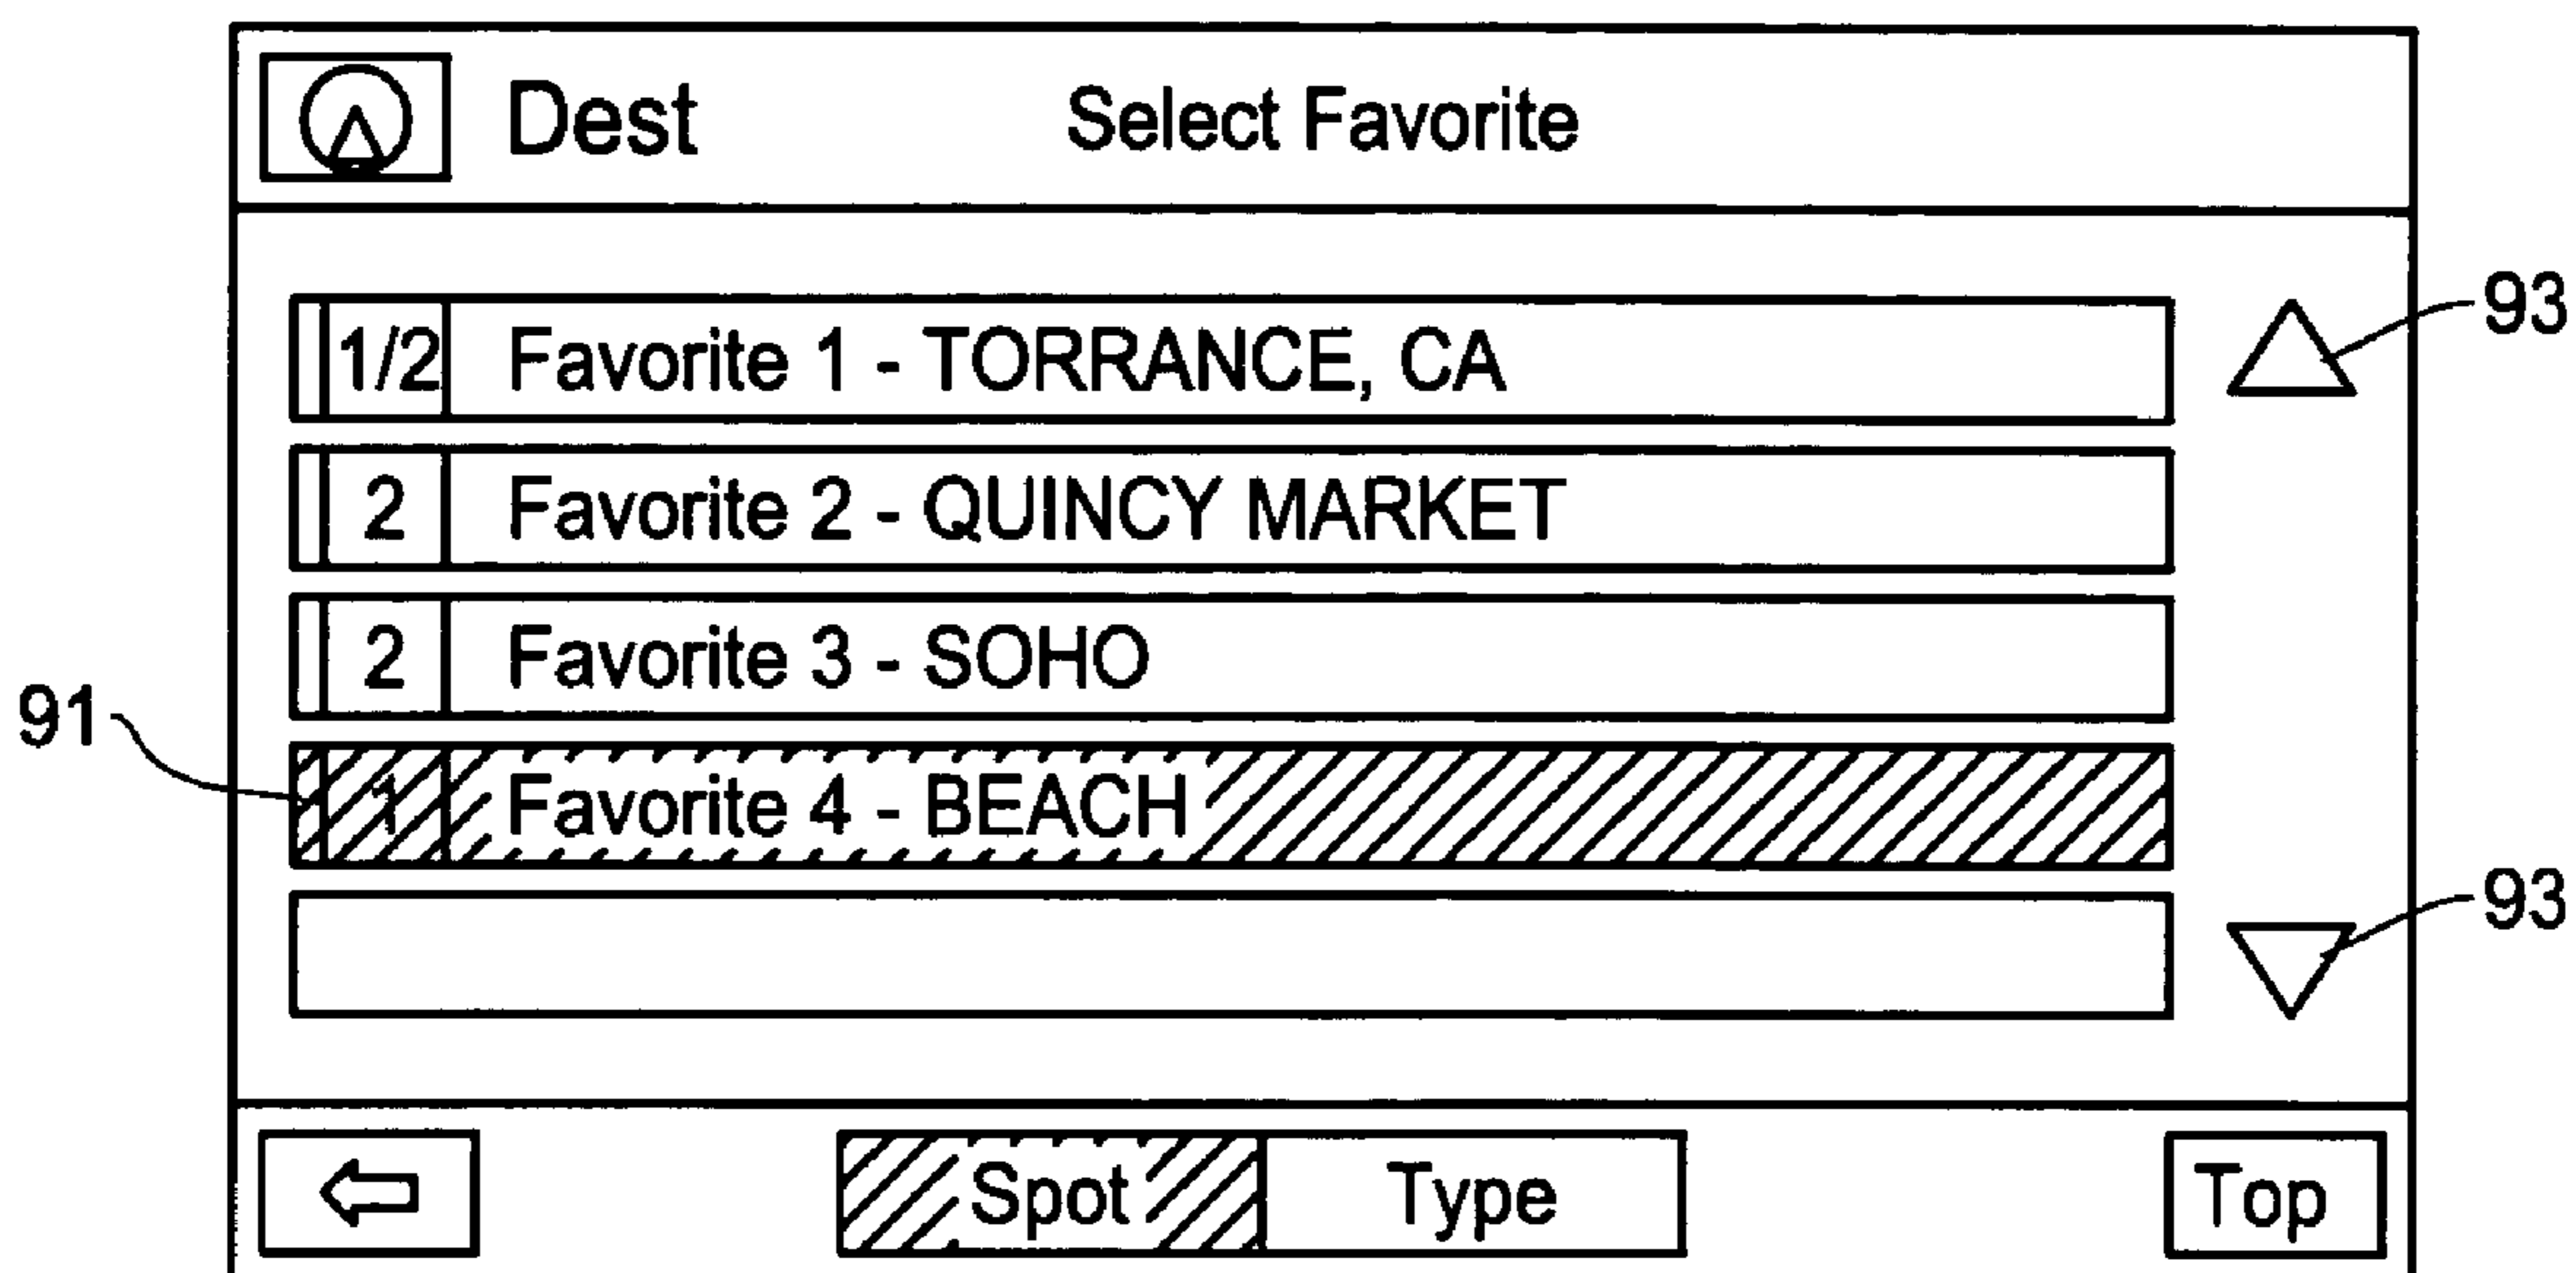 Dest Select Favorite
1/2 Favorite 1 - TORRANCE, CA
93
2 Favorite 2 - QUINCY MARKET
2 Favorite 3 - SOHO
91
1 Favorite 4 - BEACH
93
Spot Type Top